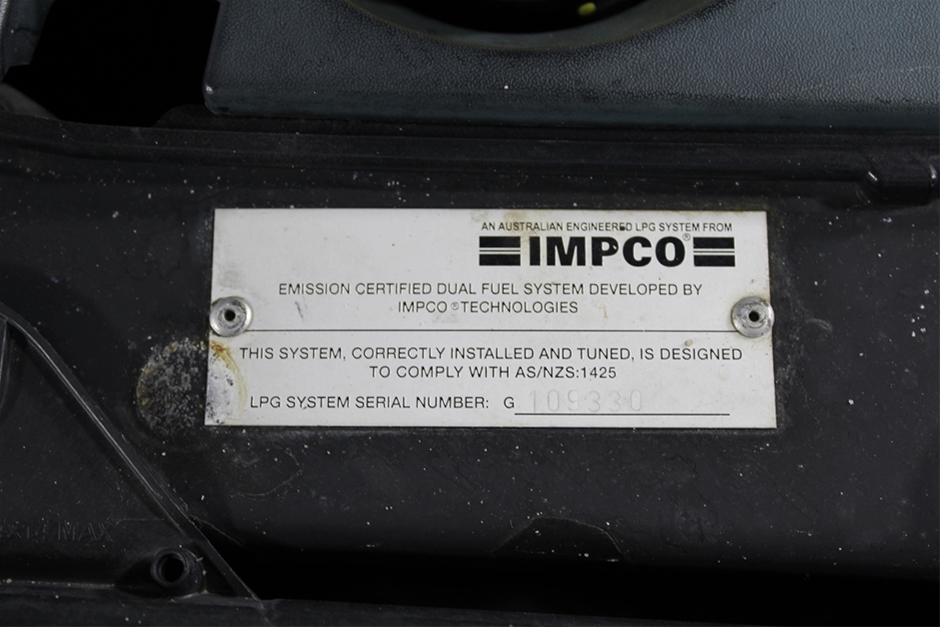 AN AUSTRALIAN ENGINEERED LPG SYSTEM FROM
IMPCO®
EMISSION CERTIFIED DUAL FUEL SYSTEM DEVELOPED BY
IMPCO® TECHNOLOGIES
THIS SYSTEM, CORRECTLY INSTALLED AND TUNED, IS DESIGNED
TO COMPLY WITH AS/NZS:1425
LPG SYSTEM SERIAL NUMBER: G 109330
MAX